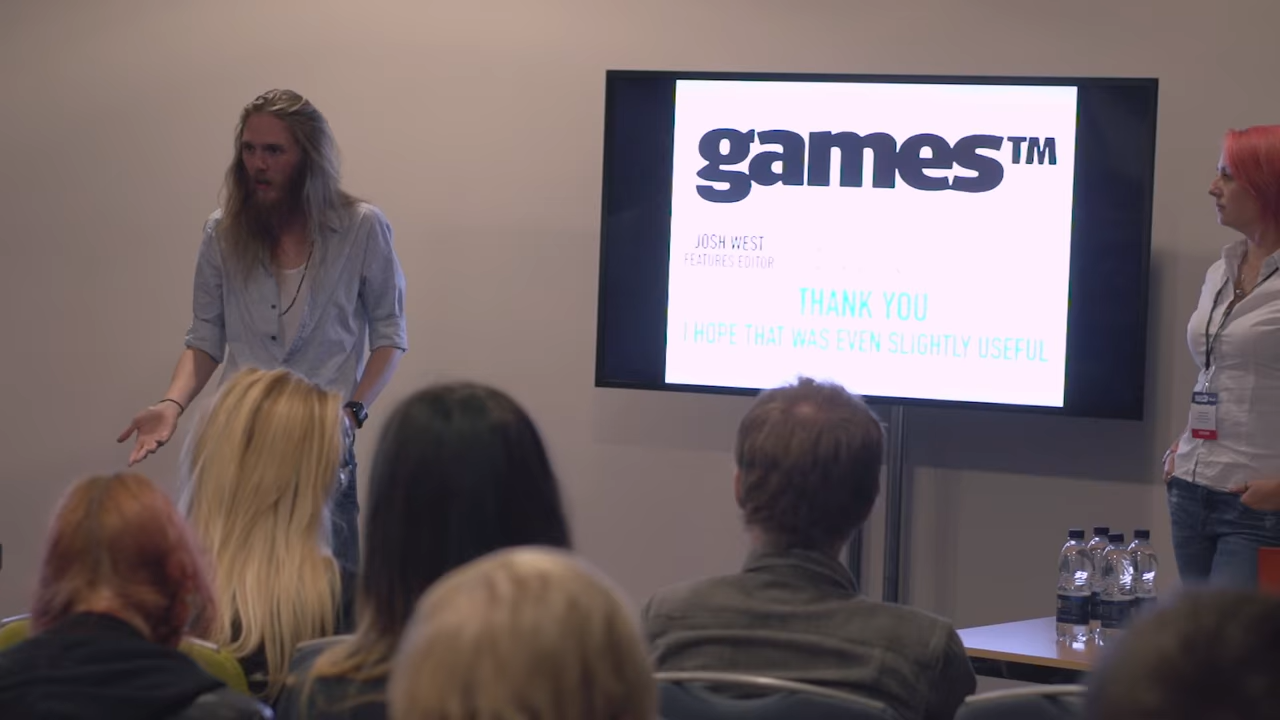 games™
JOSH WEST
FEATURES EDITOR
THANK YOU
I HOPE THAT WAS EVEN SLIGHTLY USEFUL